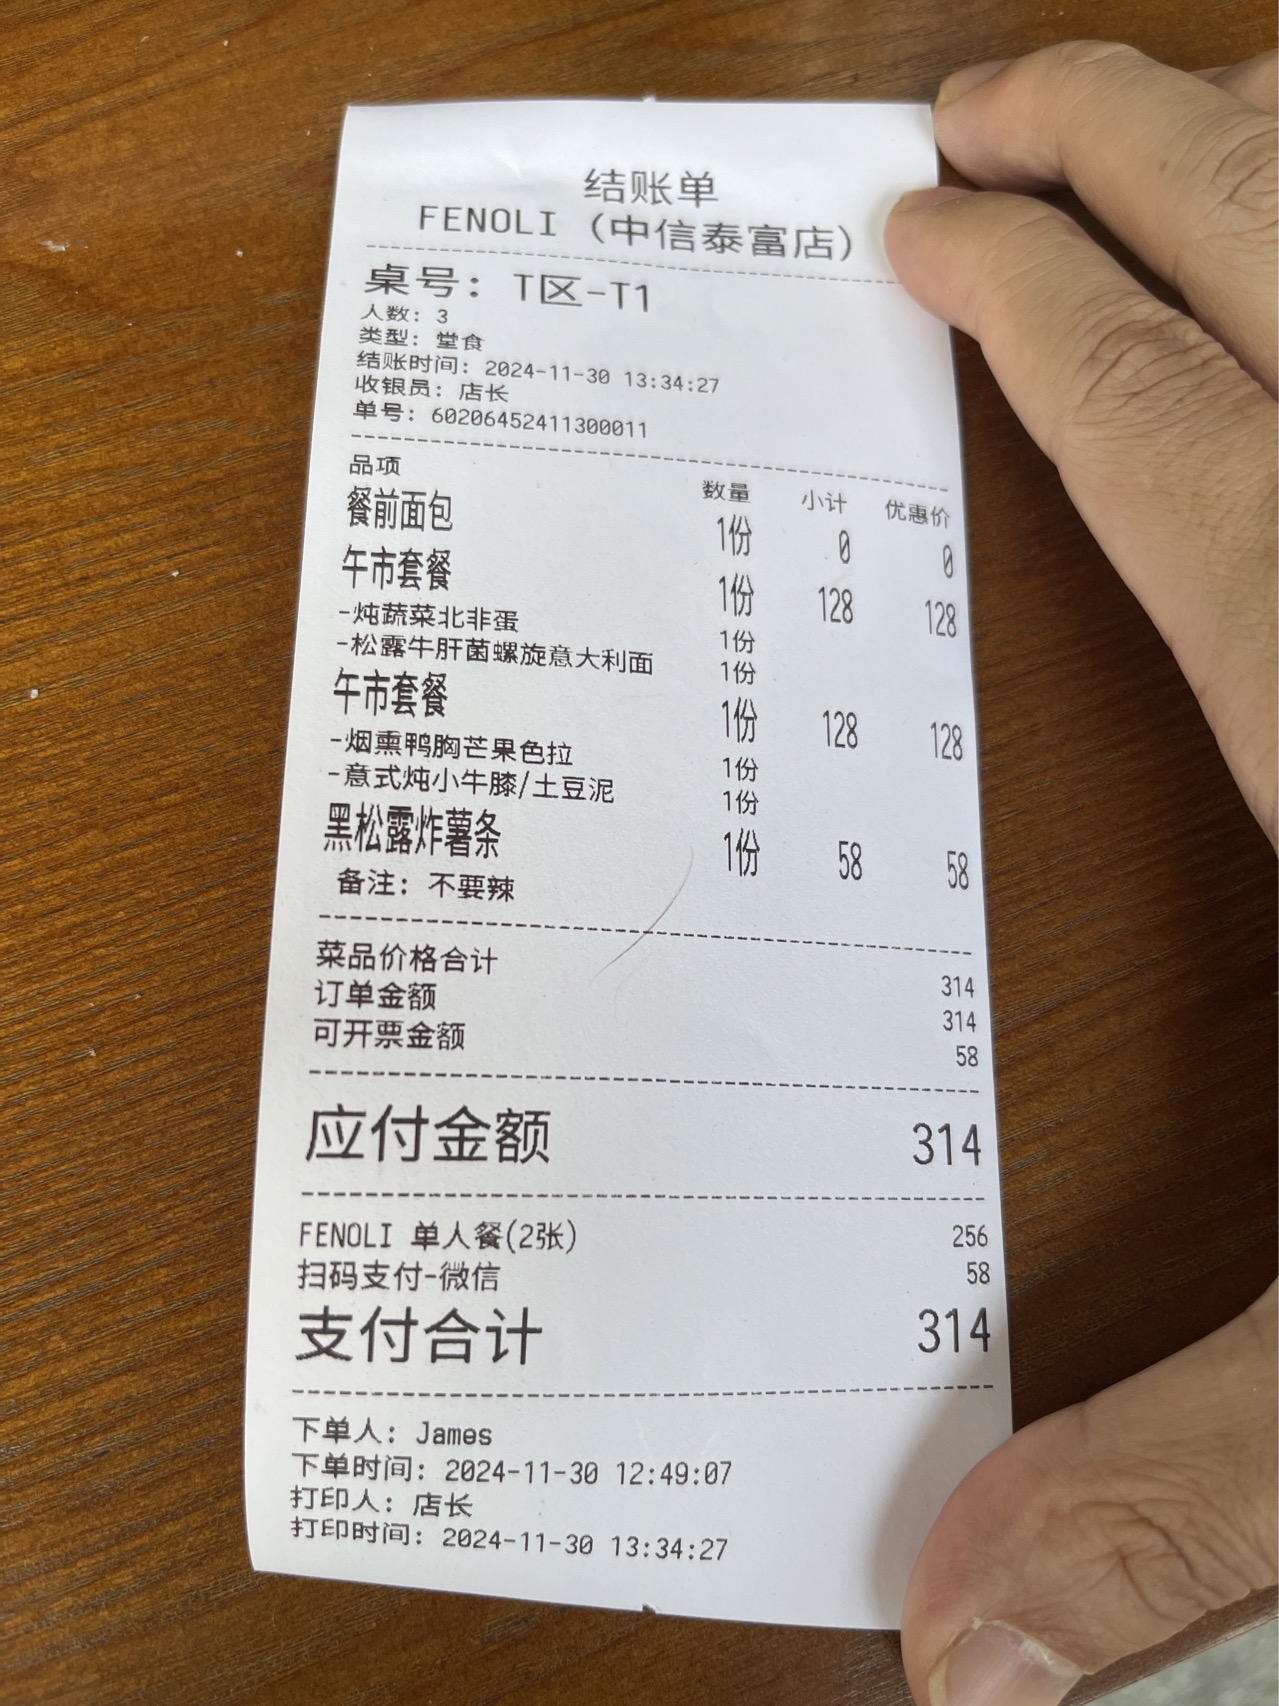 结账单
FENOLI（中信泰富店）
桌号：T区-T1
人数：3
类型：堂食
结账时间：2024-11-30 13:34:27
收银员：店长
单号：60206452411300011
品项 数量 小计 优惠价
餐前面包 1份 0 0
午市套餐 1份 128 128
-炖蔬菜北非蛋 1份
-松露牛肝菌螺旋意大利面 1份
午市套餐 1份 128 128
-烟熏鸭胸芒果色拉 1份
-意式炖小牛膝/土豆泥 1份
黑松露炸薯条 1份 58 58
备注：不要辣
菜品价格合计 314
订单金额 314
可开票金额 58
应付金额 314
FENOLI 单人餐(2张) 256
扫码支付-微信 58
支付合计 314
下单人：James
下单时间：2024-11-30 12:49:07
打印人：店长
打印时间：2024-11-30 13:34:27